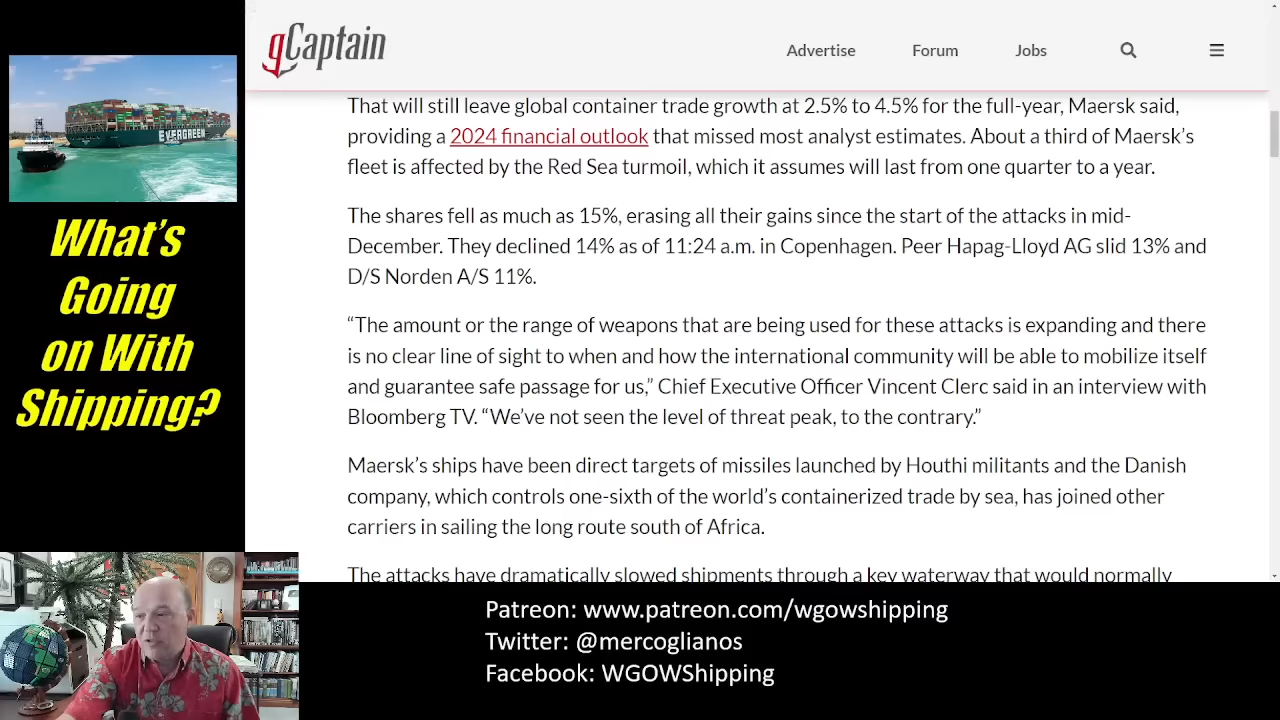 gCaptain
Advertise
Forum
Jobs
That will still leave global container trade growth at 2.5% to 4.5% for the full-year, Maersk said,
providing a 2024 financial outlook that missed most analyst estimates. About a third of Maersk’s
fleet is affected by the Red Sea turmoil, which it assumes will last from one quarter to a year.
The shares fell as much as 15%, erasing all their gains since the start of the attacks in mid-
December. They declined 14% as of 11:24 a.m. in Copenhagen. Peer Hapag-Lloyd AG slid 13% and
D/S Norden A/S 11%.
“The amount or the range of weapons that are being used for these attacks is expanding and there
is no clear line of sight to when and how the international community will be able to mobilize itself
and guarantee safe passage for us,” Chief Executive Officer Vincent Clerc said in an interview with
Bloomberg TV. “We’ve not seen the level of threat peak, to the contrary.”
Maersk’s ships have been direct targets of missiles launched by Houthi militants and the Danish
company, which controls one-sixth of the world’s containerized trade by sea, has joined other
carriers in sailing the long route south of Africa.
The attacks have dramatically slowed shipments through a key waterway that would normally
EVERGREEN
What’s
Going
on With
Shipping?
Patreon: www.patreon.com/wgowshipping
Twitter: @mercoglianos
Facebook: WGOWShipping